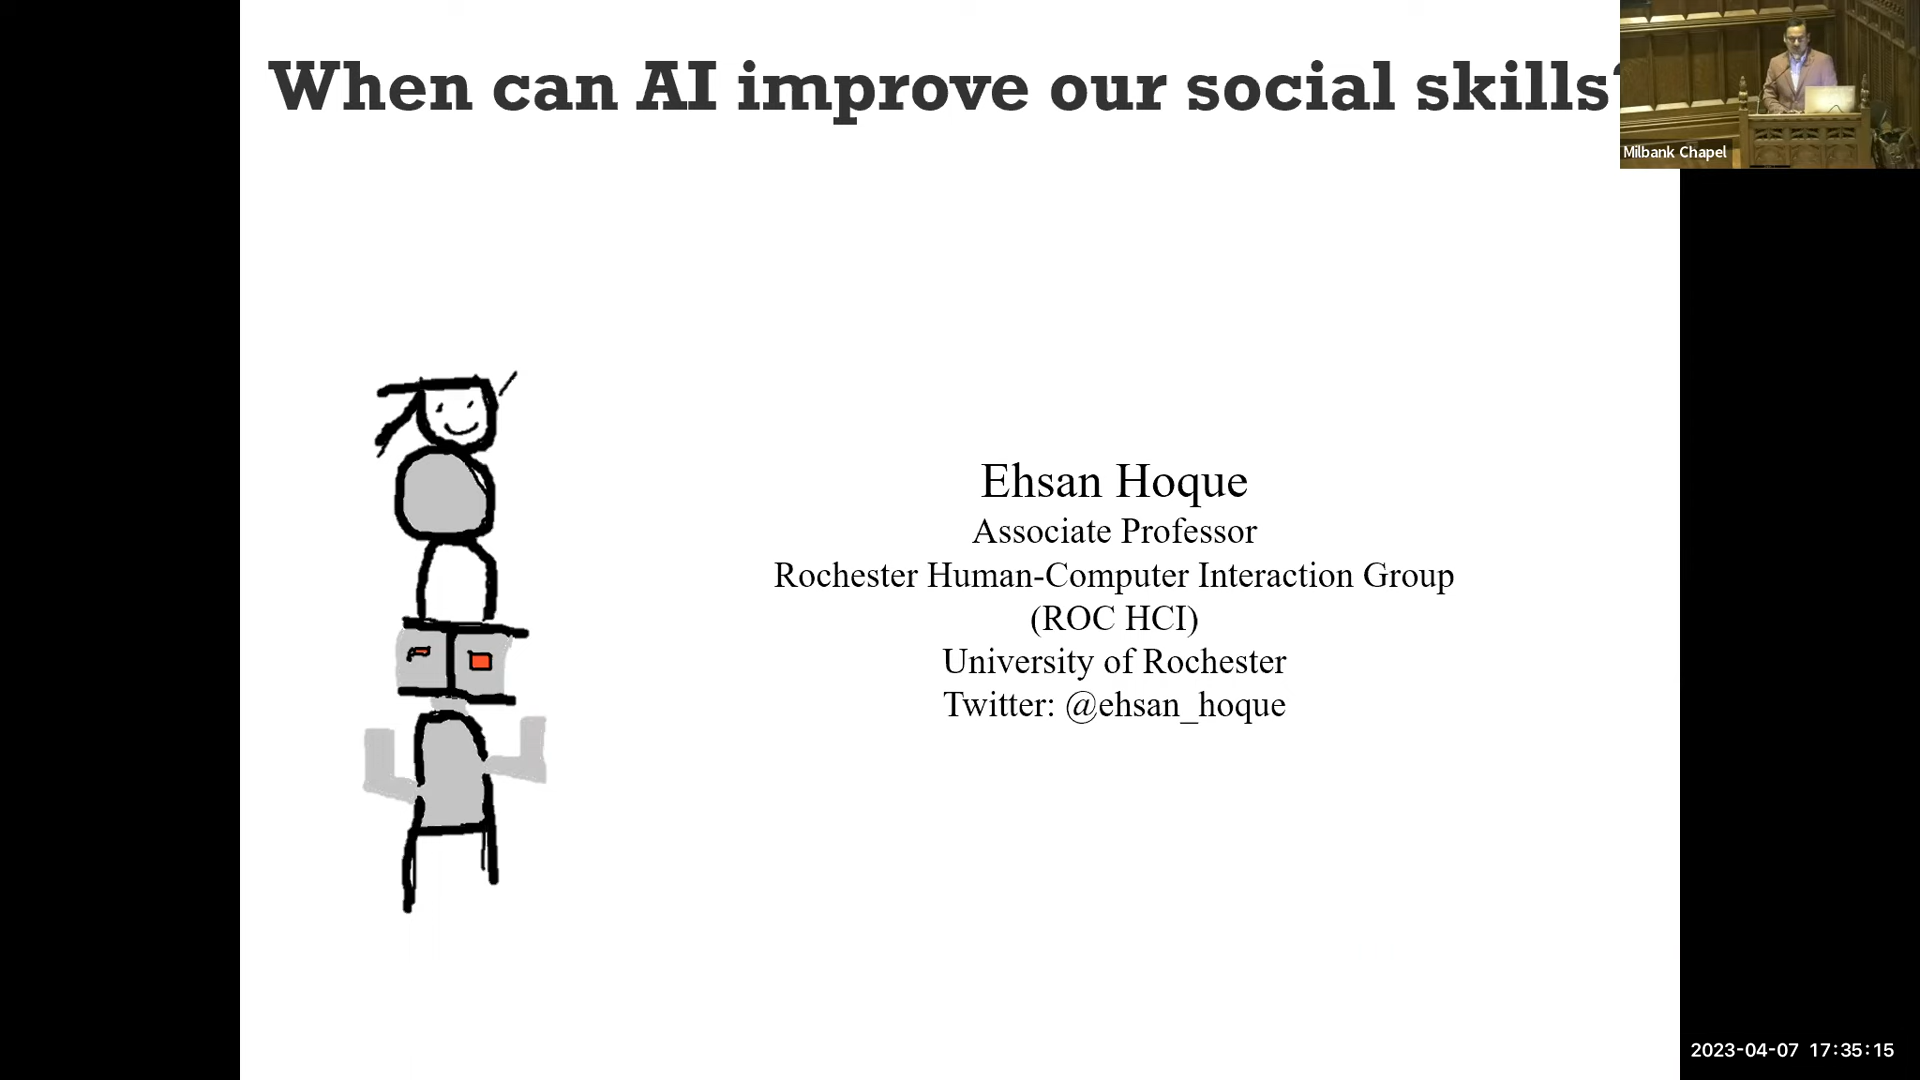 When can AI improve our social skills?
Milbank Chapel
Ehsan Hoque
Associate Professor
Rochester Human-Computer Interaction Group
(ROC HCI)
University of Rochester
Twitter: @ehsan_hoque
2023-04-07 17:35:15